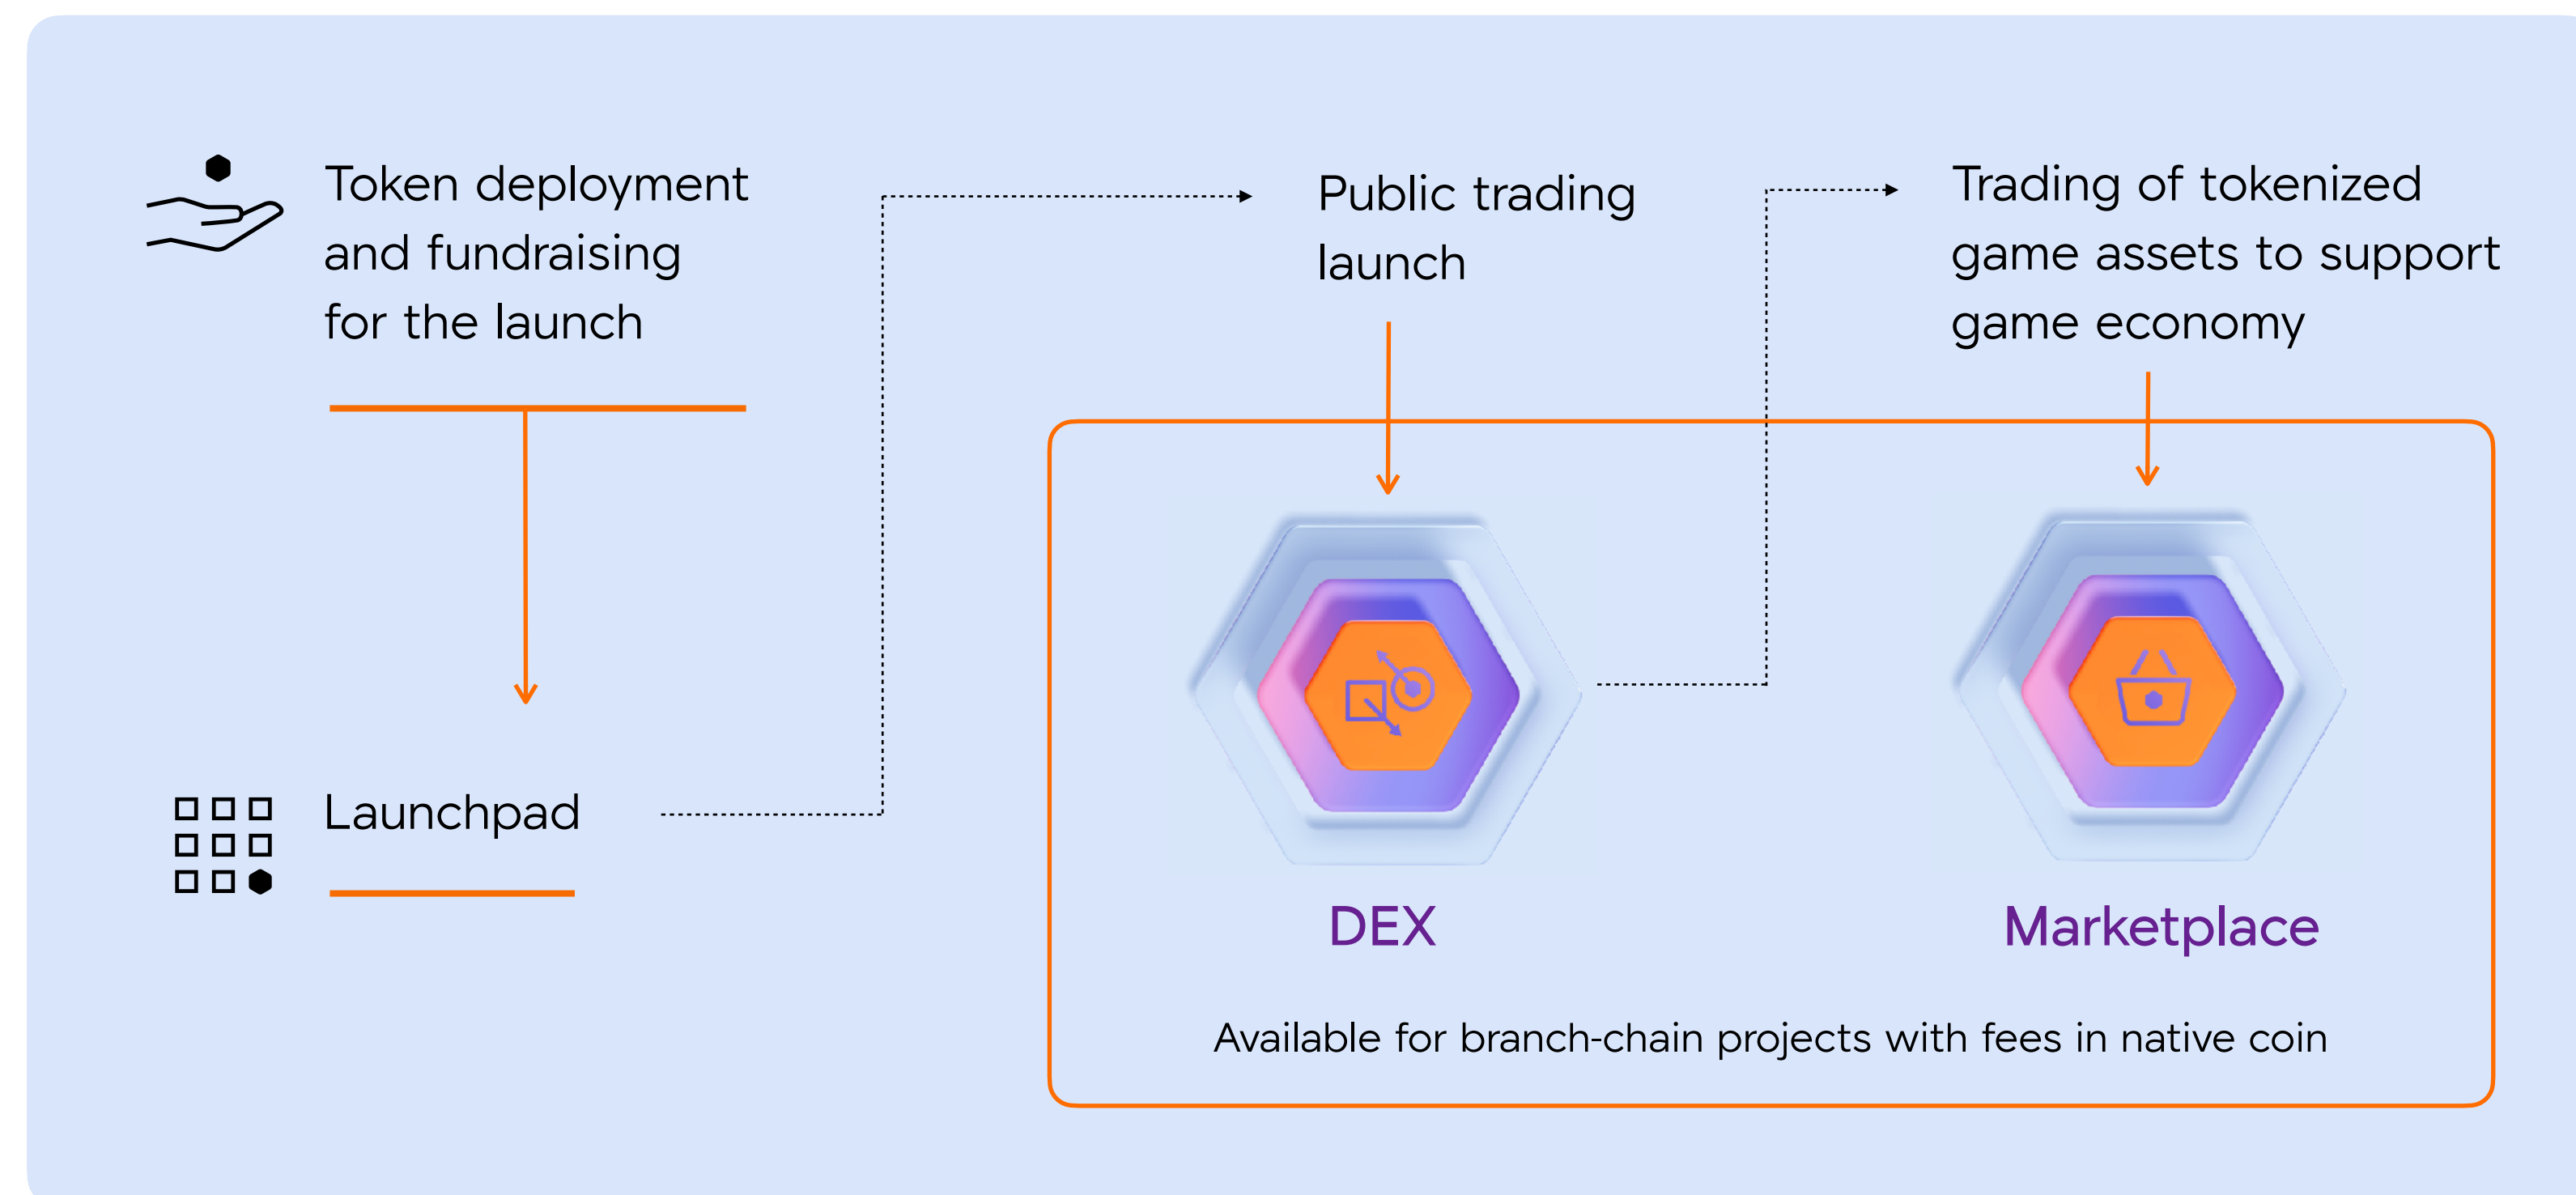 Token deployment
and fundraising
for the launch
Launchpad
Public trading
launch
Trading of tokenized
game assets to support
game economy
DEX
Marketplace
Available for branch-chain projects with fees in native coin